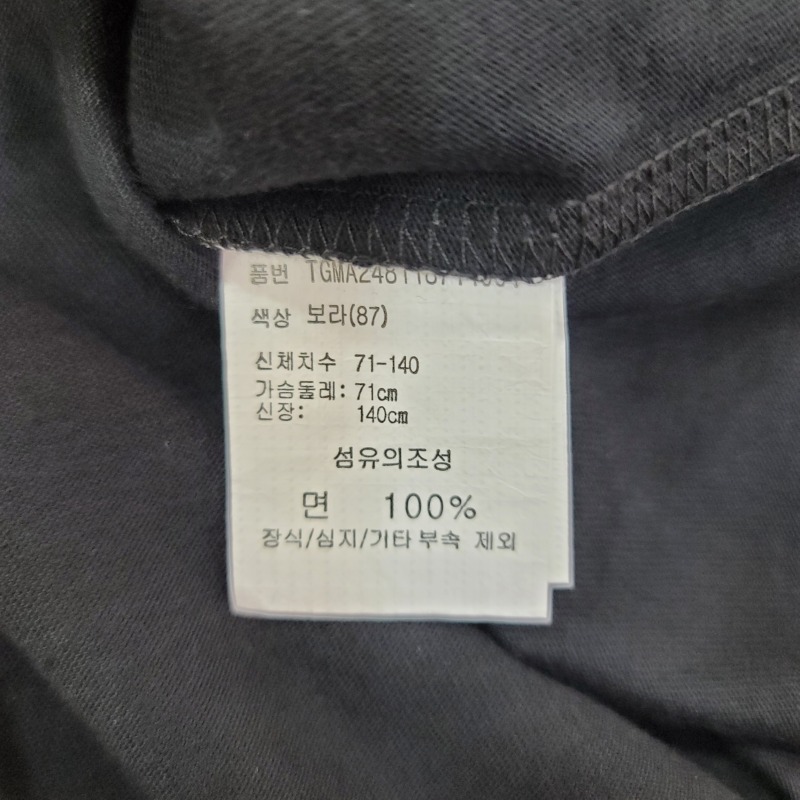 품번
색상 보라(87)
신체치수 71-140
가슴둘레: 71cm
신장: 140cm
섬유의조성
면 100%
장식/심지/기타 부속 제외